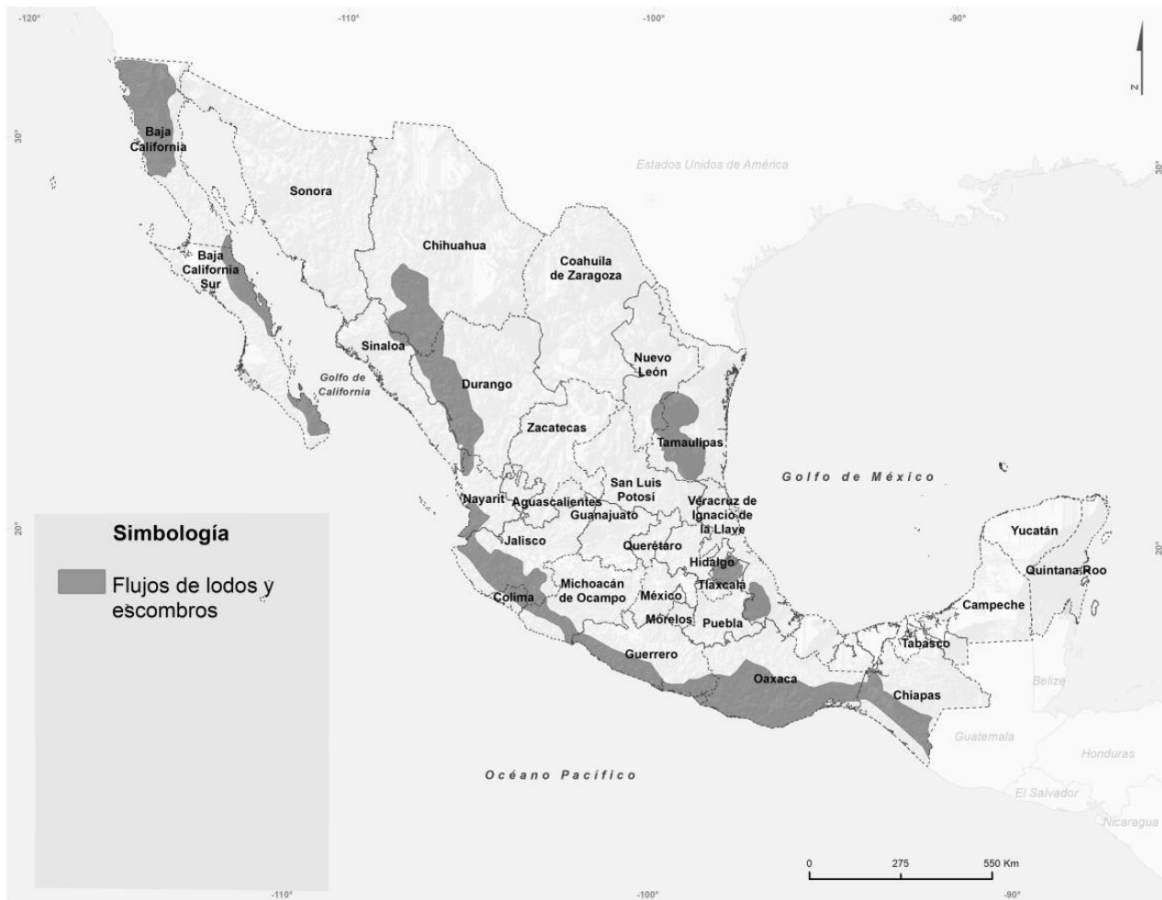 -120°
-110°
-100°
-90°
N
30°
30°
Estados Unidos de América
Baja
California
Sonora
Chihuahua
Coahuila
de Zaragoza
Baja
California
Sur
Sinaloa
Nuevo
León
Golfo de
California
Durango
Zacatecas
Tamaulipas
Golfo de México
San Luis
Potosí
Nayarit
Aguascalientes
Guanajuato
Veracruz de
Ignacio de
la Llave
Yucatán
20°
Jalisco
Querétaro
Hidalgo
Quintana Roo
Tlaxcala
Michoacán
de Ocampo
México
Colima
Campeche
Morelos
Puebla
Tabasco
Guerrero
Oaxaca
Chiapas
Belize
Guatemala
Honduras
El Salvador
Nicaragua
Océano Pacífico
Simbología
Flujos de lodos y
escombros
20°
0 275 550 Km
-110°
-100°
-90°